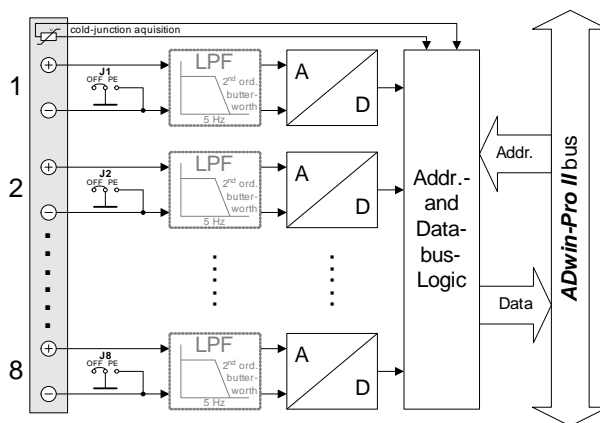 cold-junction aquisition
1
+
−
J1
OFF PE
LPF
2nd ord.
butter-
worth
5 Hz
A
D
2
+
−
J2
OFF PE
LPF
2nd ord.
butter-
worth
5 Hz
A
D
8
+
−
J8
OFF PE
LPF
2nd ord.
butter-
worth
5 Hz
A
D
Addr.-
and
Data-
bus-
Logic
Addr.
Data
ADwin-Pro II bus